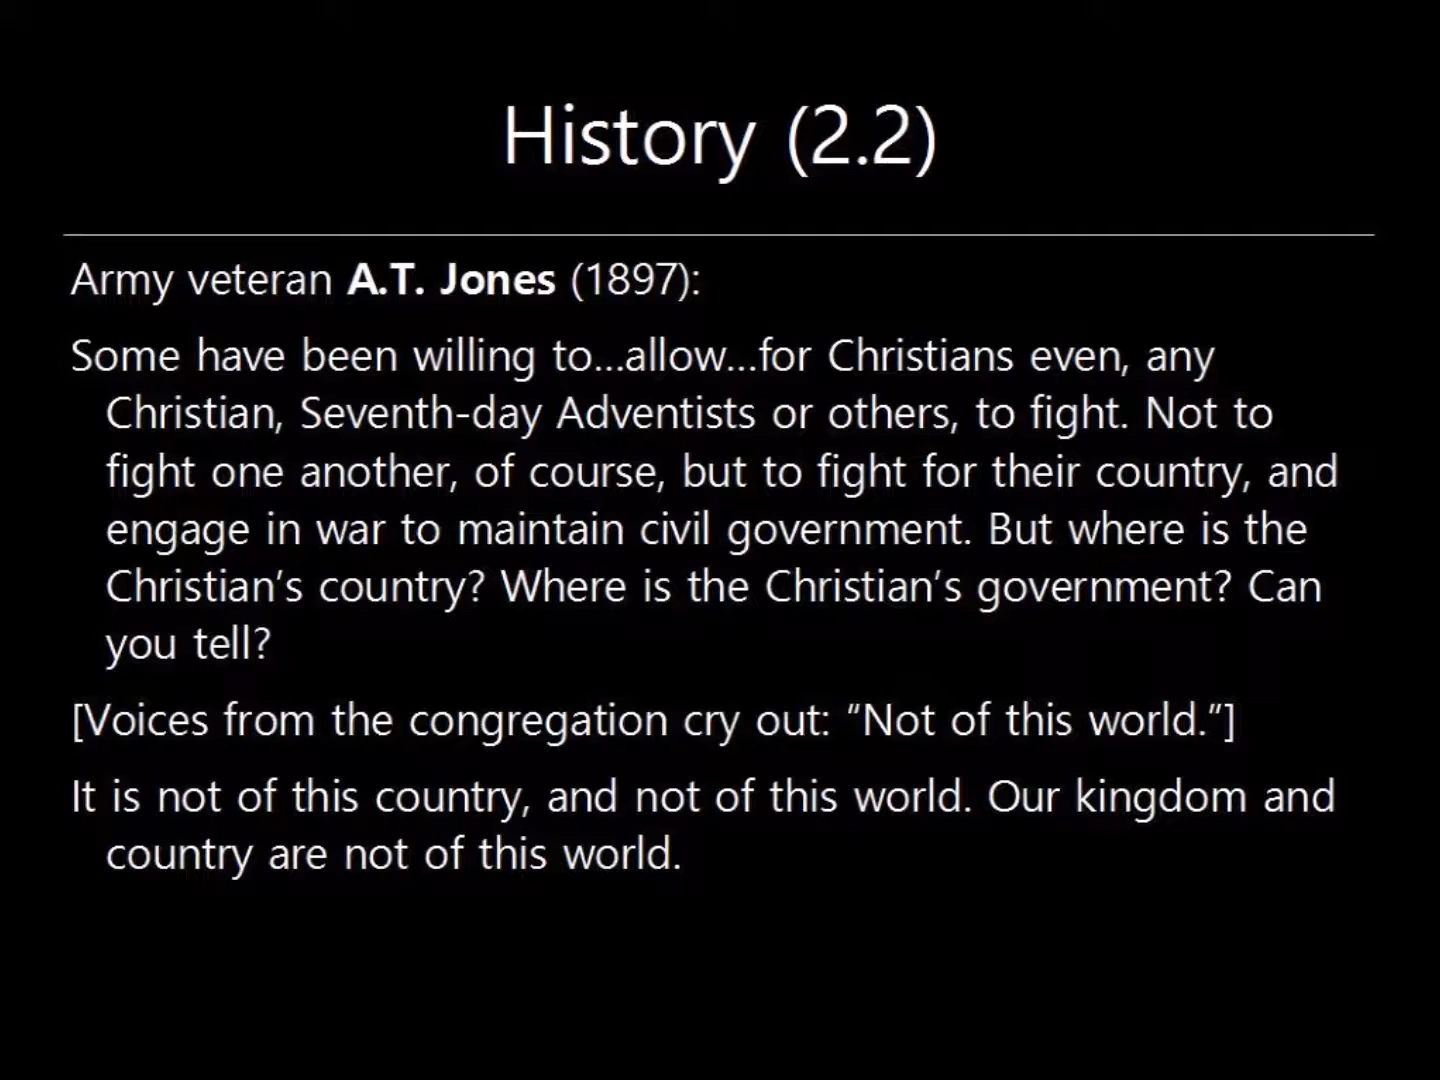 History (2.2)
Army veteran A.T. Jones (1897):
Some have been willing to...allow...for Christians even, any
Christian, Seventh-day Adventists or others, to fight. Not to
fight one another, of course, but to fight for their country, and
engage in war to maintain civil government. But where is the
Christian’s country? Where is the Christian’s government? Can
you tell?
[Voices from the congregation cry out: “Not of this world.”]
It is not of this country, and not of this world. Our kingdom and
country are not of this world.